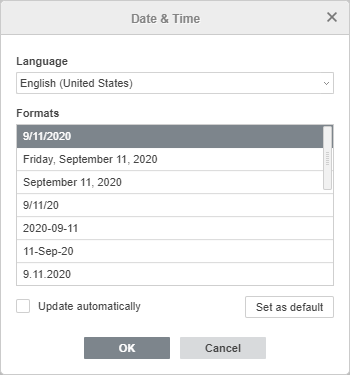 Date & Time
Language
English (United States)
Formats
9/11/2020
Friday, September 11, 2020
September 11, 2020
9/11/20
2020-09-11
11-Sep-20
9.11.2020
Update automatically
Set as default
OK
Cancel